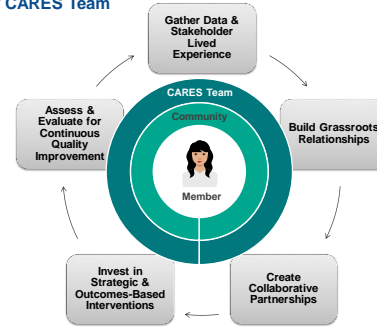 CARES Team
Gather Data &
Stakeholder
Lived
Experience
CARES Team
Community
Member
Build Grassroots
Relationships
Create
Collaborative
Partnerships
Invest in
Strategic &
Outcomes-Based
Interventions
Assess &
Evaluate for
Continuous
Quality
Improvement